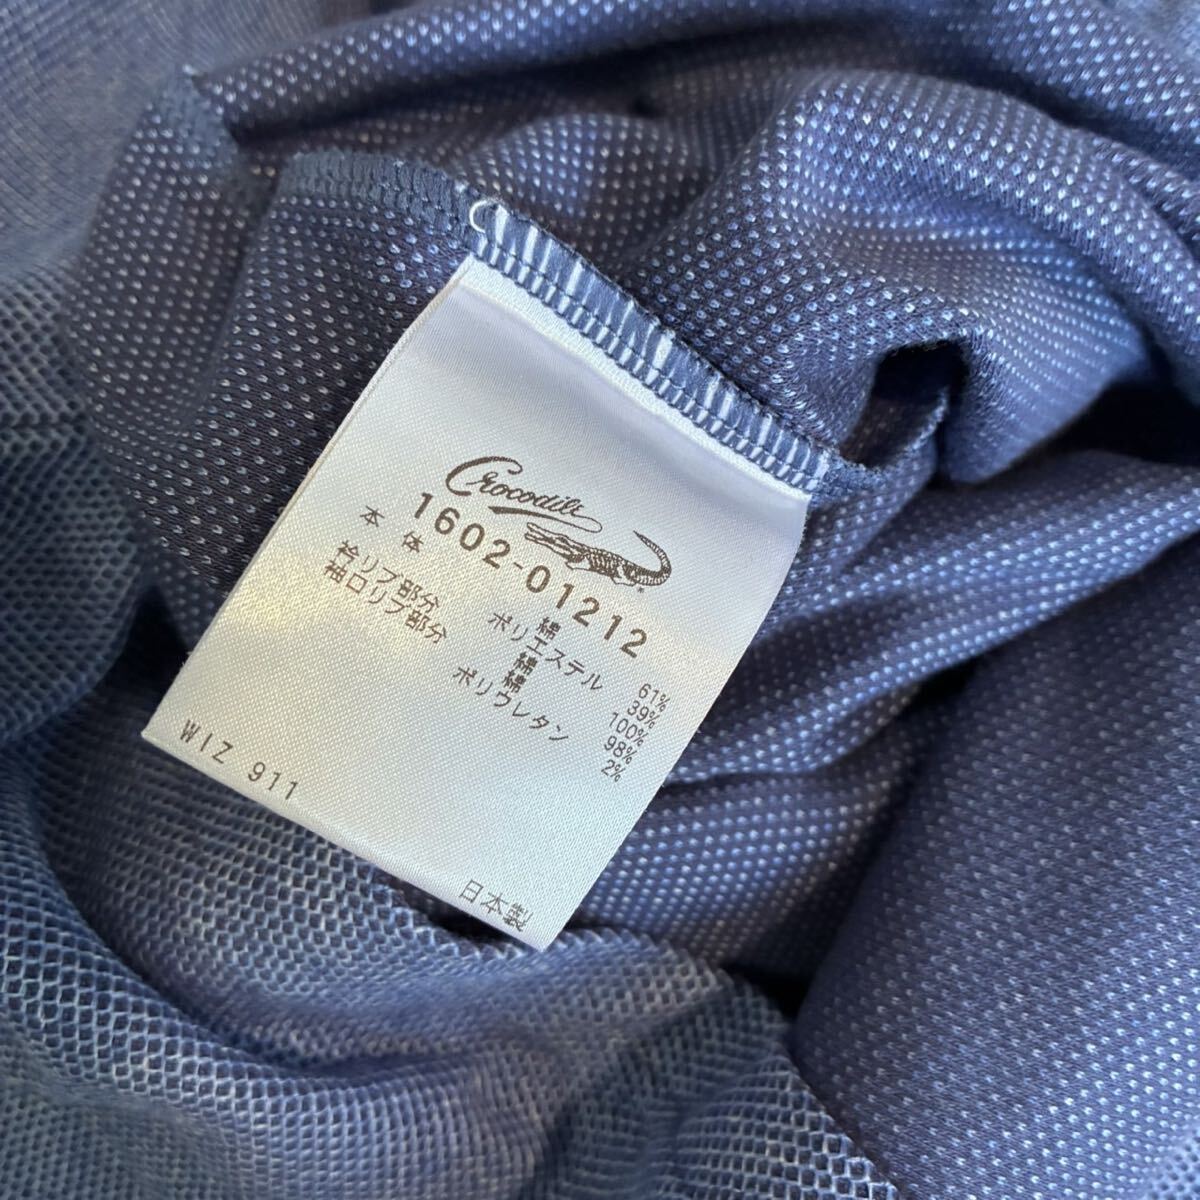 Crocodile
1602-01212
本体 綿 61%
ポリエステル 39%
衿リブ部分 綿 100%
袖口リブ部分 綿 98%
ポリウレタン 2%
WIZ 911
日本製